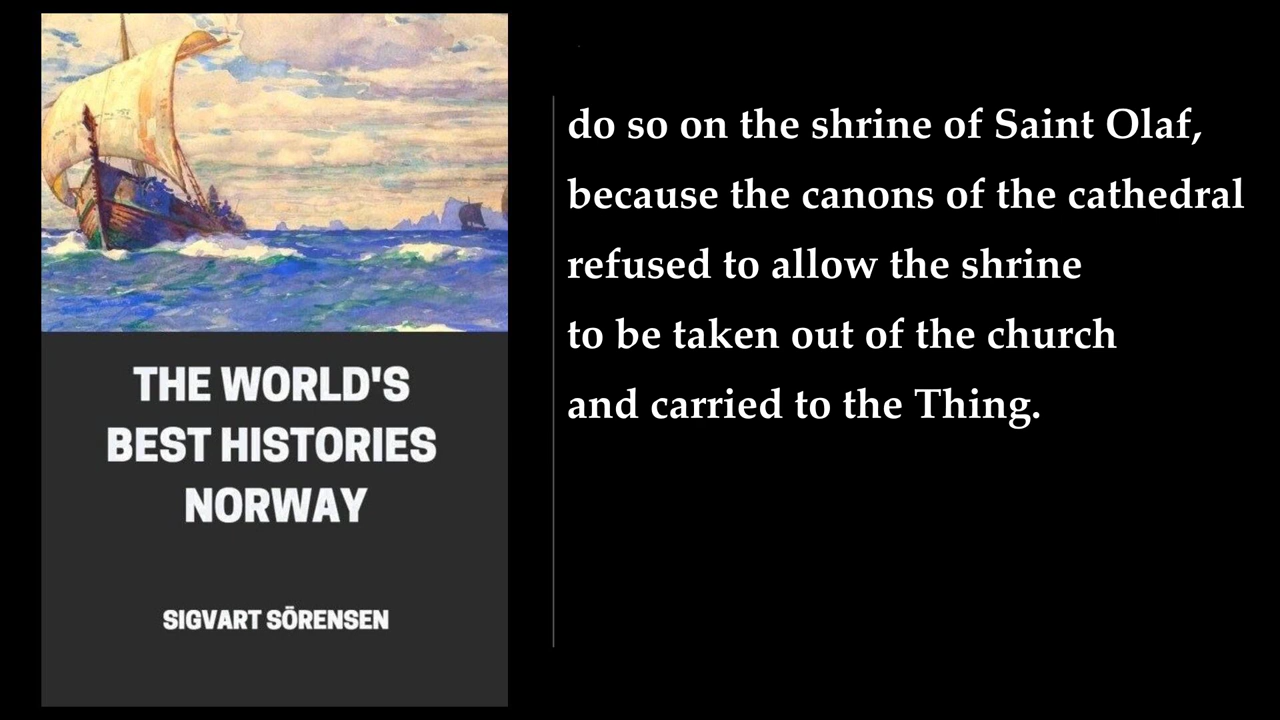 THE WORLD'S
BEST HISTORIES
NORWAY
SIGVART SÖRENSEN
do so on the shrine of Saint Olaf,
because the canons of the cathedral
refused to allow the shrine
to be taken out of the church
and carried to the Thing.